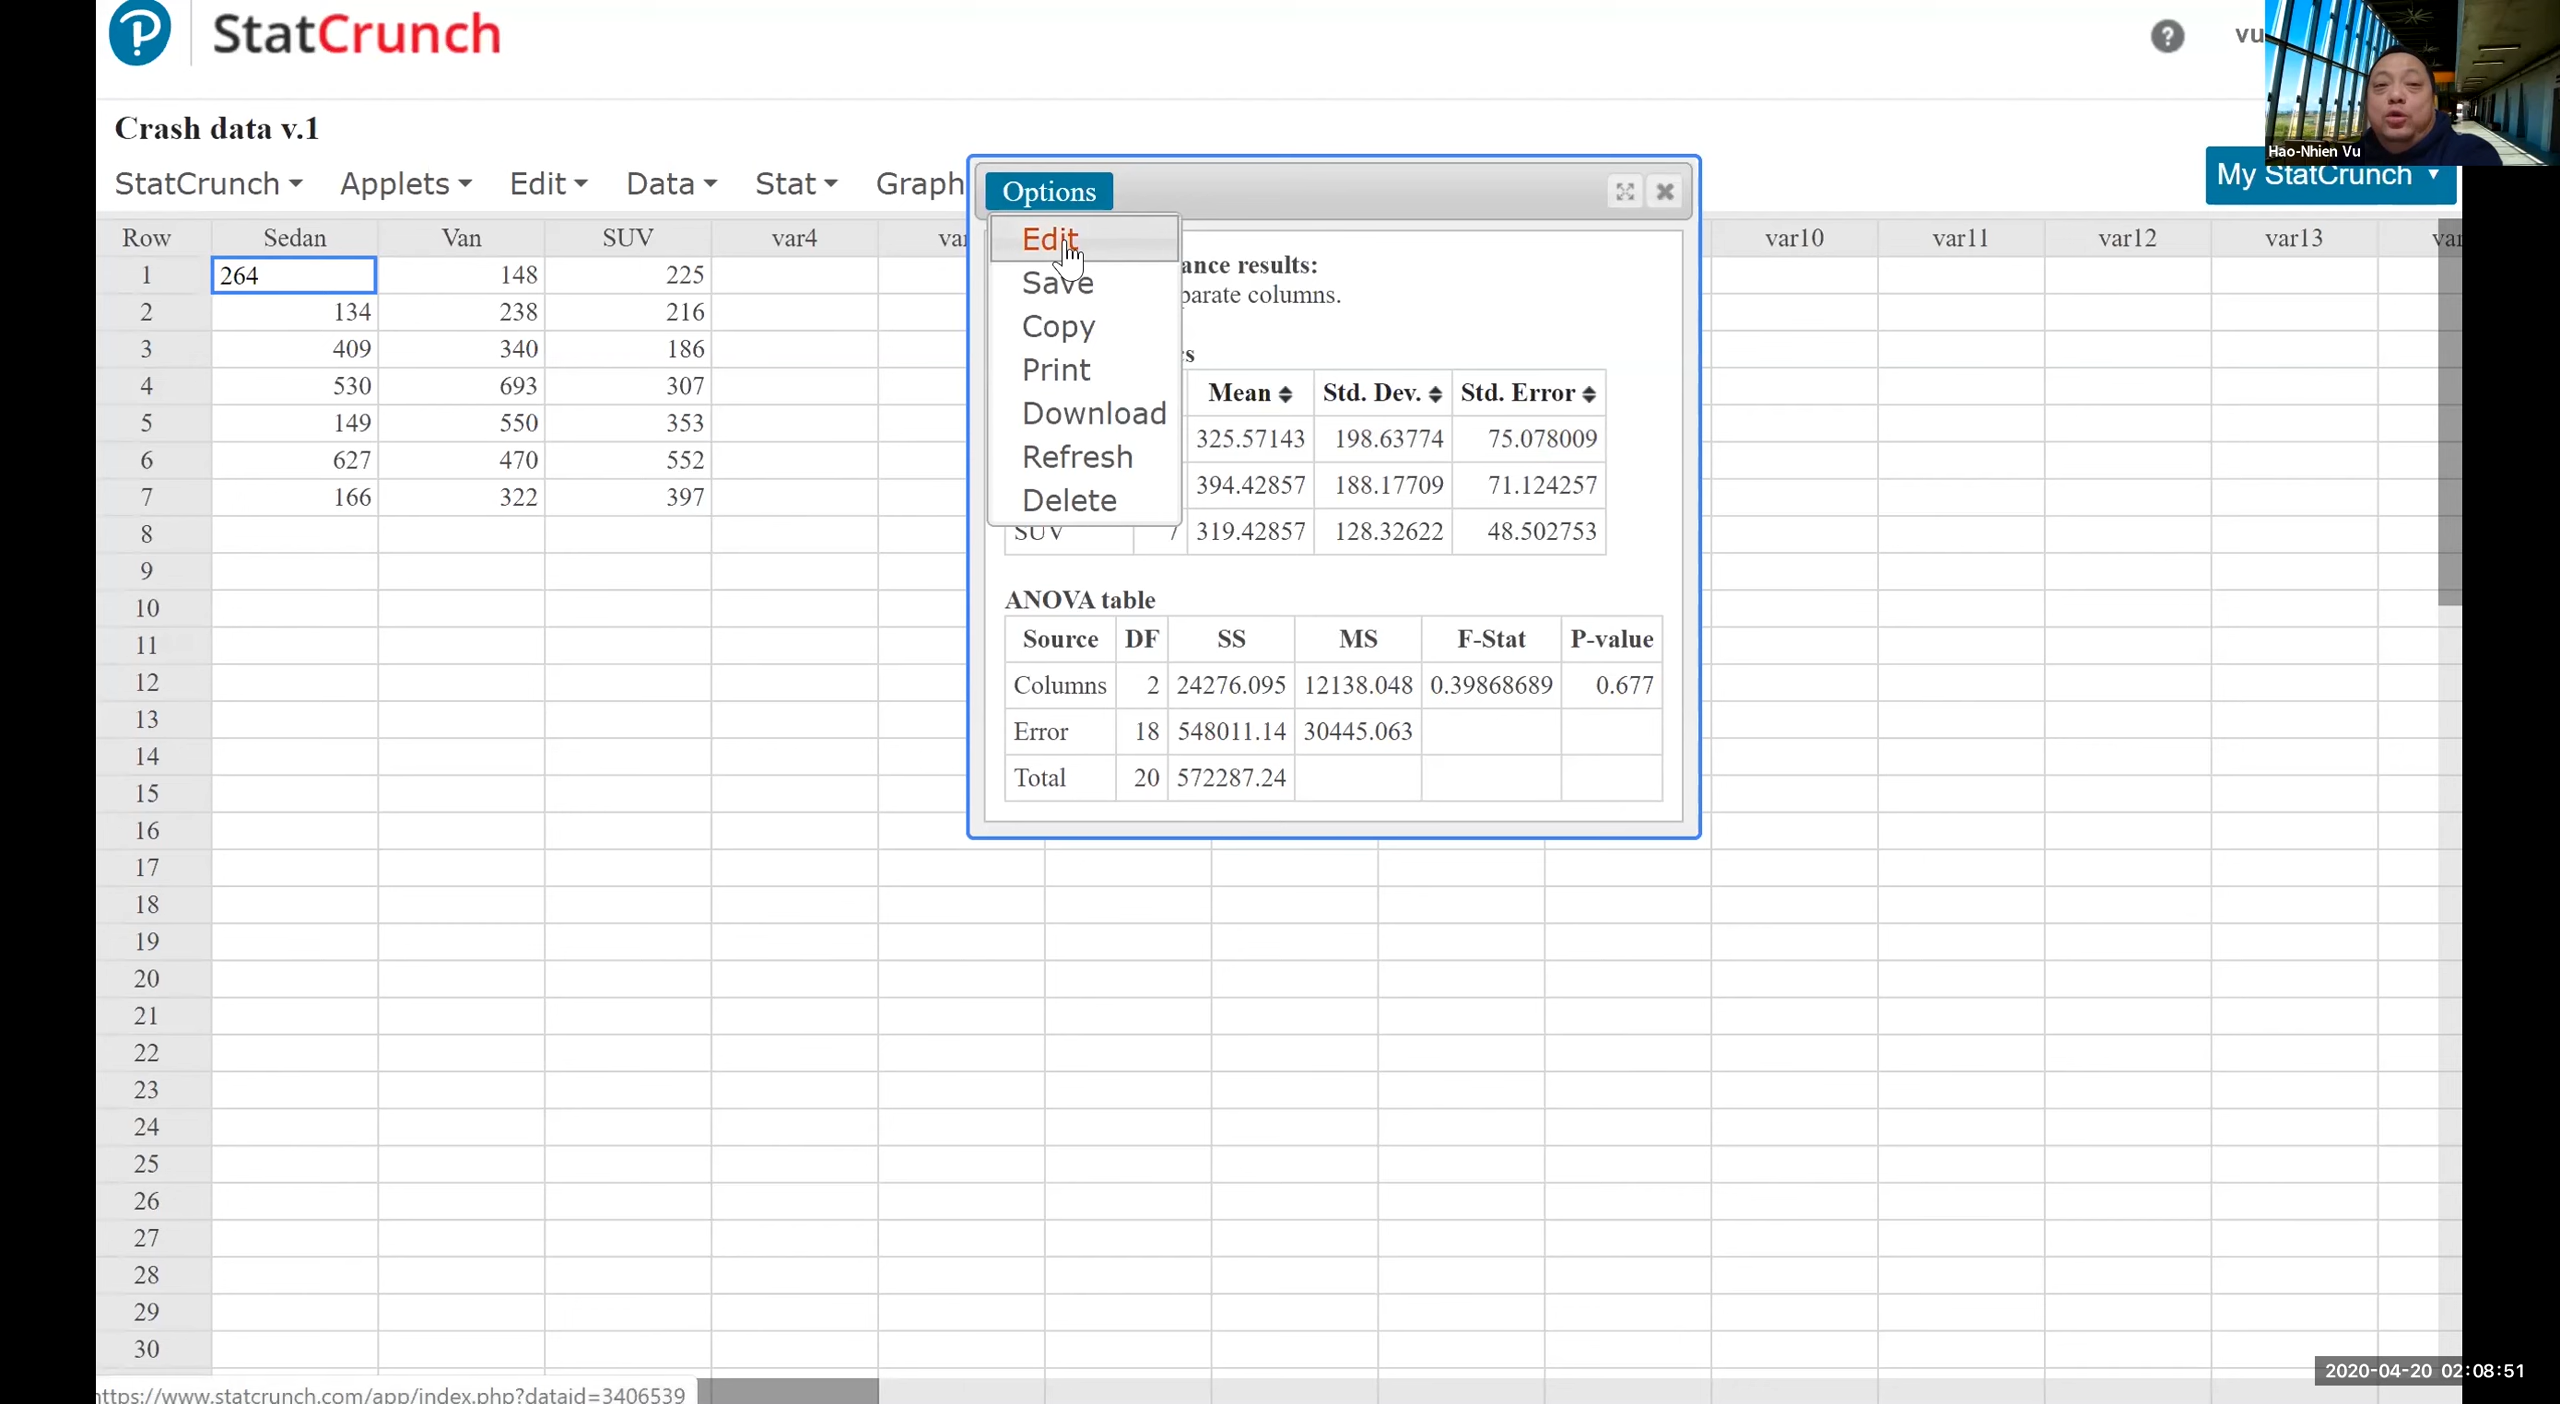 StatCrunch
?
vu
Hao-Nhien Vu
Crash data v.1
StatCrunch Applets Edit Data Stat Graph
My StatCrunch
Options
Edit
Save
Copy
Print
Download
Refresh
Delete
ance results:
parate columns.
s
Mean Std. Dev. Std. Error
325.57143 198.63774 75.078009
394.42857 188.17709 71.124257
SUV 7 319.42857 128.32622 48.502753
ANOVA table
Source DF SS MS F-Stat P-value
Columns 2 24276.095 12138.048 0.39868689 0.677
Error 18 548011.14 30445.063
Total 20 572287.24
Row Sedan Van SUV var4 var var10 var11 var12 var13 var
1 264 148 225
2 134 238 216
3 409 340 186
4 530 693 307
5 149 550 353
6 627 470 552
7 166 322 397
8
9
10
11
12
13
14
15
16
17
18
19
20
21
22
23
24
25
26
27
28
29
30
https://www.statcrunch.com/app/index.php?dataid=3406539
2020-04-20 02:08:51